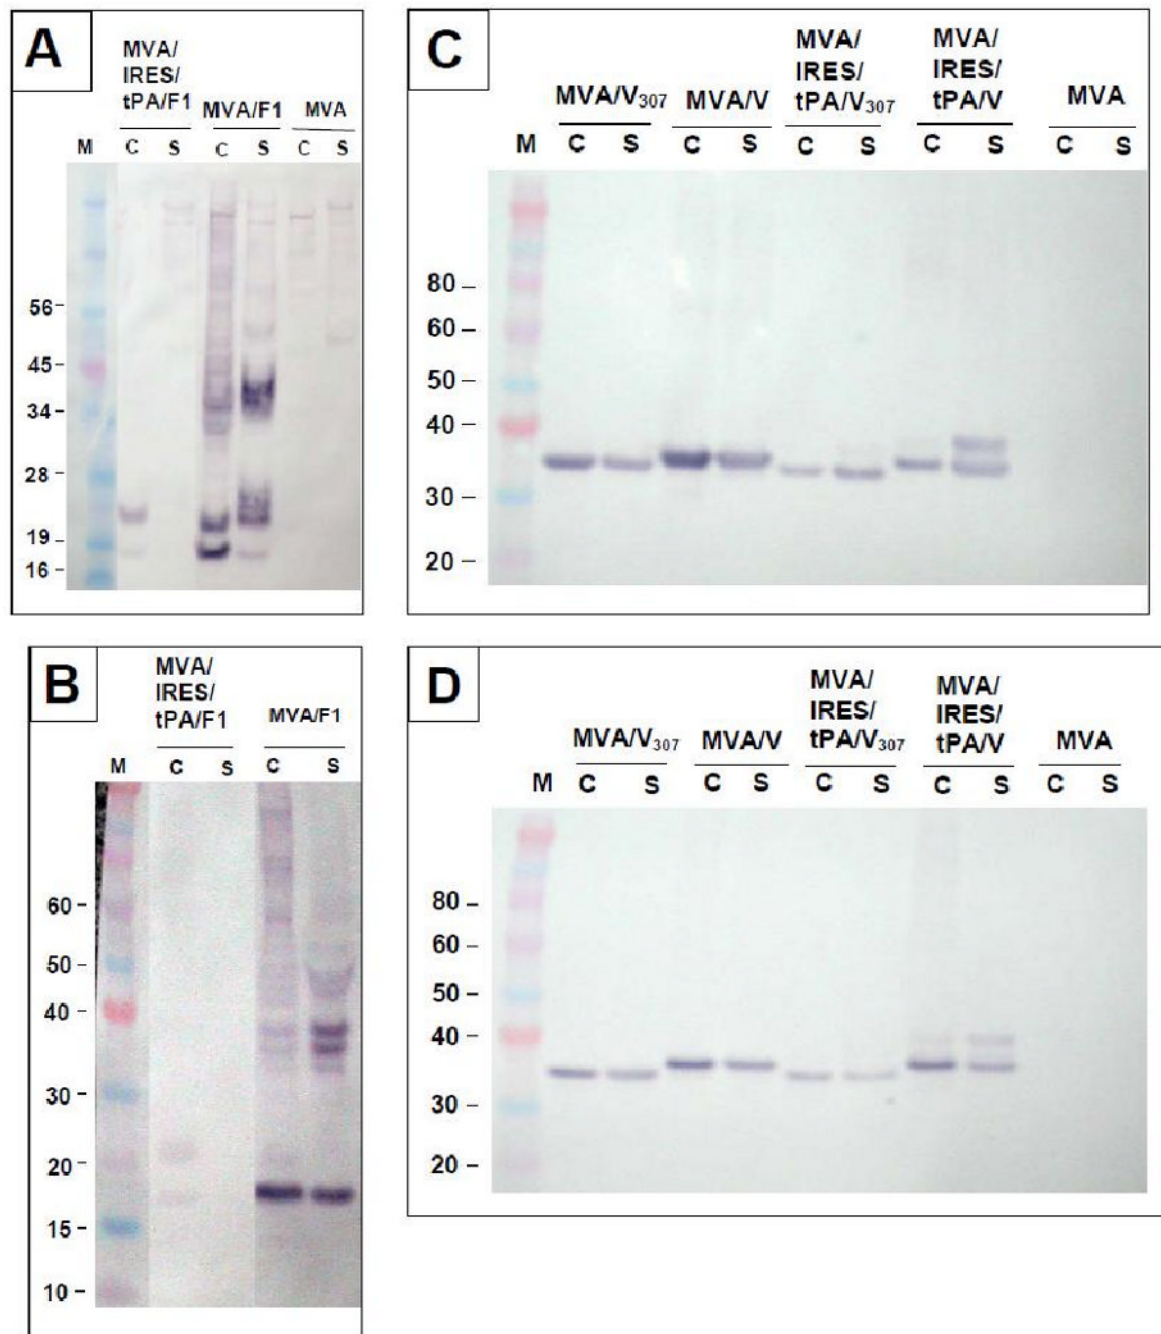 A
MVA/
IRES/
tPA/F1
MVA/F1
MVA
M C S C S C S
56
45
34
28
19
16
C
MVA/V307
MVA/V
MVA/
IRES/
tPA/V307
MVA/
IRES/
tPA/V
MVA
M C S C S C S C S C S
80
60
50
40
30
20
B
MVA/
IRES/
tPA/F1
MVA/F1
M C S C S
60
50
40
30
20
15
10
D
MVA/V307
MVA/V
MVA/
IRES/
tPA/V307
MVA/
IRES/
tPA/V
MVA
M C S C S C S C S C S
80
60
50
40
30
20